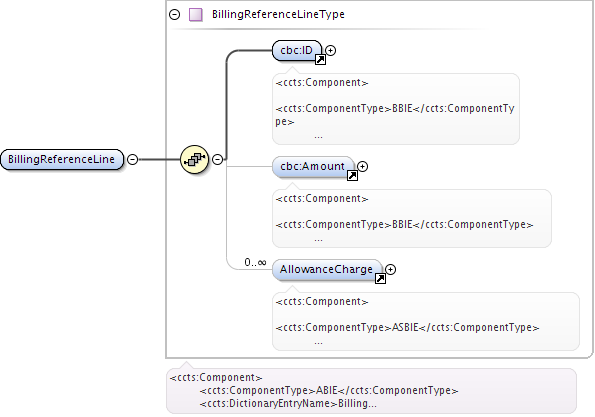 BillingReferenceLineType
cbc:ID
<ccts:Component>
<ccts:ComponentType>BBIE</ccts:ComponentTy
pe>
...
BillingReferenceLine
cbc:Amount
<ccts:Component>
<ccts:ComponentType>BBIE</ccts:ComponentType>
...
0..∞
AllowanceCharge
<ccts:Component>
<ccts:ComponentType>ASBIE</ccts:ComponentType>
...
<ccts:Component>
<ccts:ComponentType>ABIE</ccts:ComponentType>
<ccts:DictionaryEntryName>Billing...